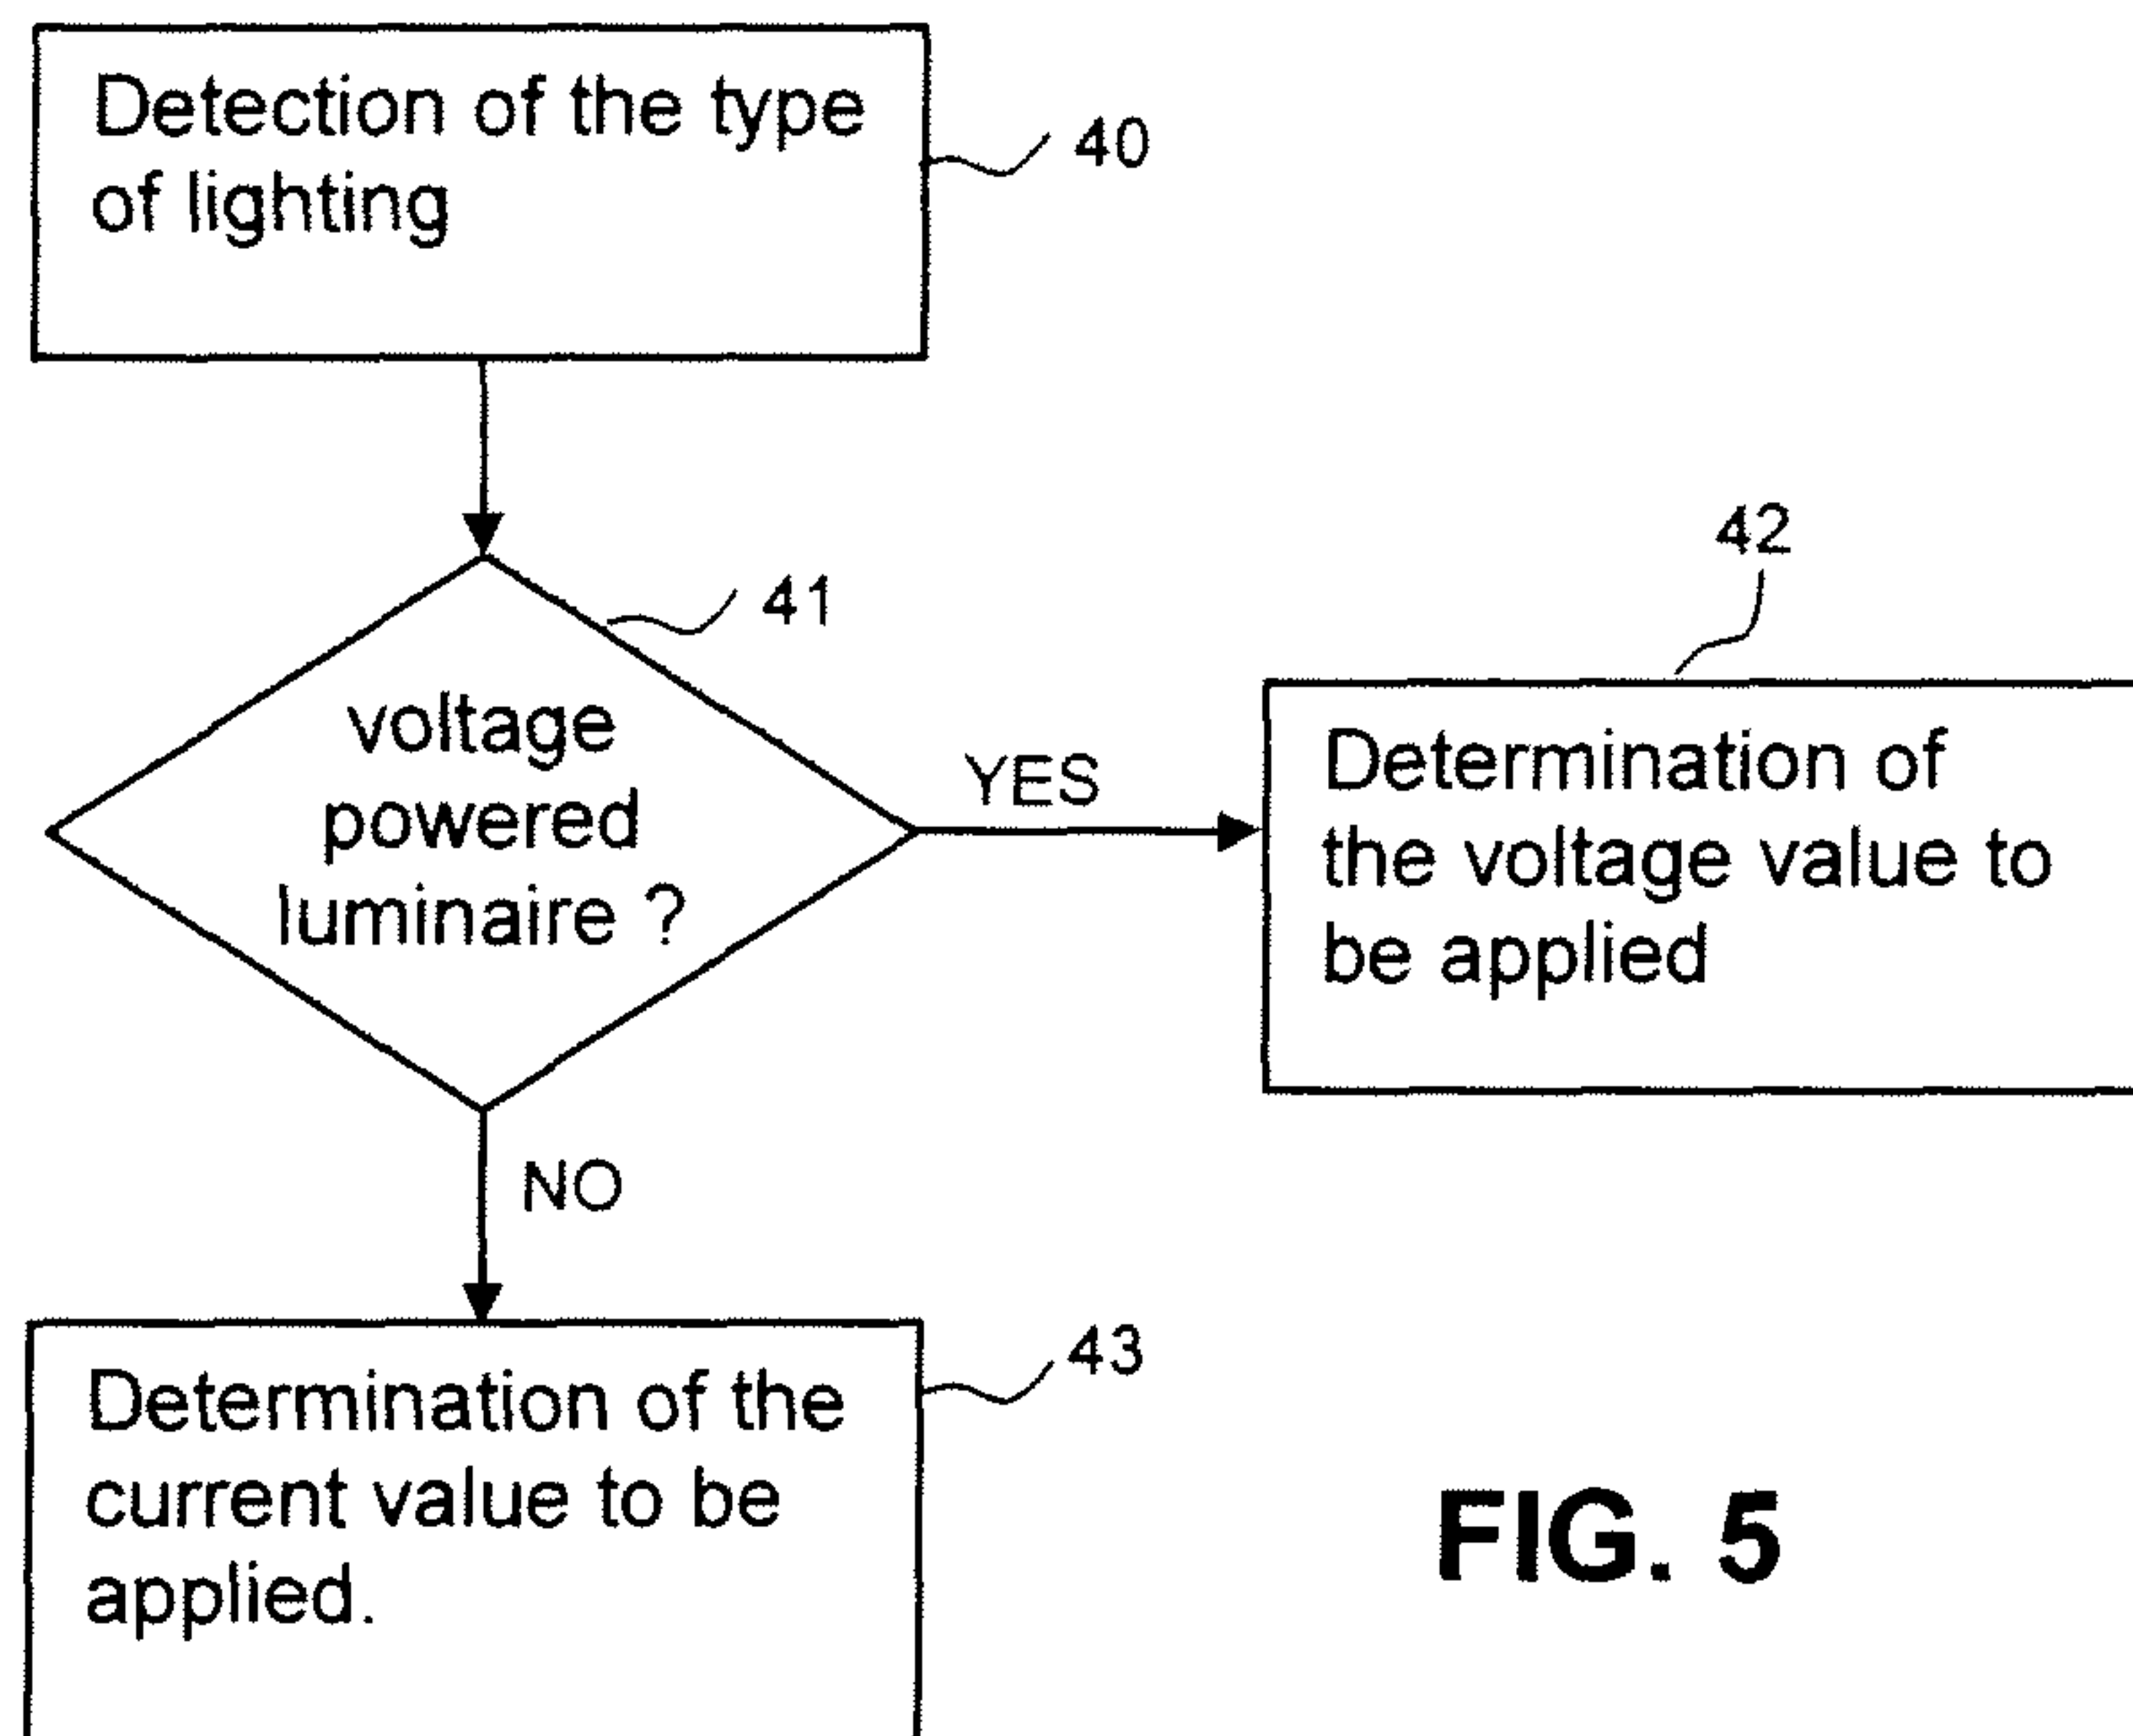 Detection of the type
of lighting
40
41
voltage
powered
luminaire ?
YES
42
Determination of
the voltage value to
be applied
NO
43
Determination of the
current value to be
applied.
FIG. 5